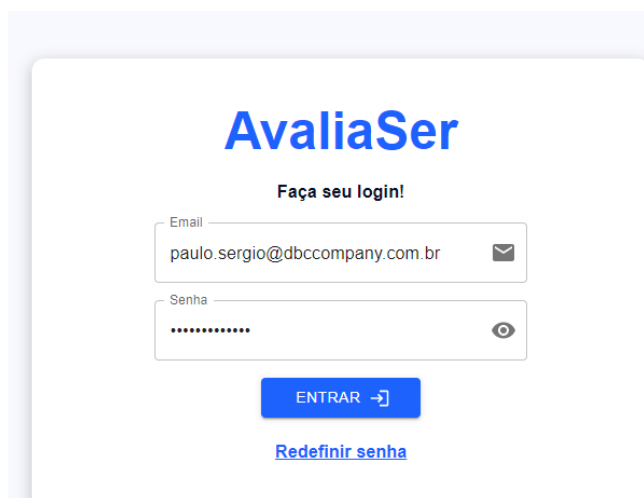 AvaliaSer
Faça seu login!
Email
paulo.sergio@dbccompany.com.br
Senha
•••••••••••••
ENTRAR
Redefinir senha